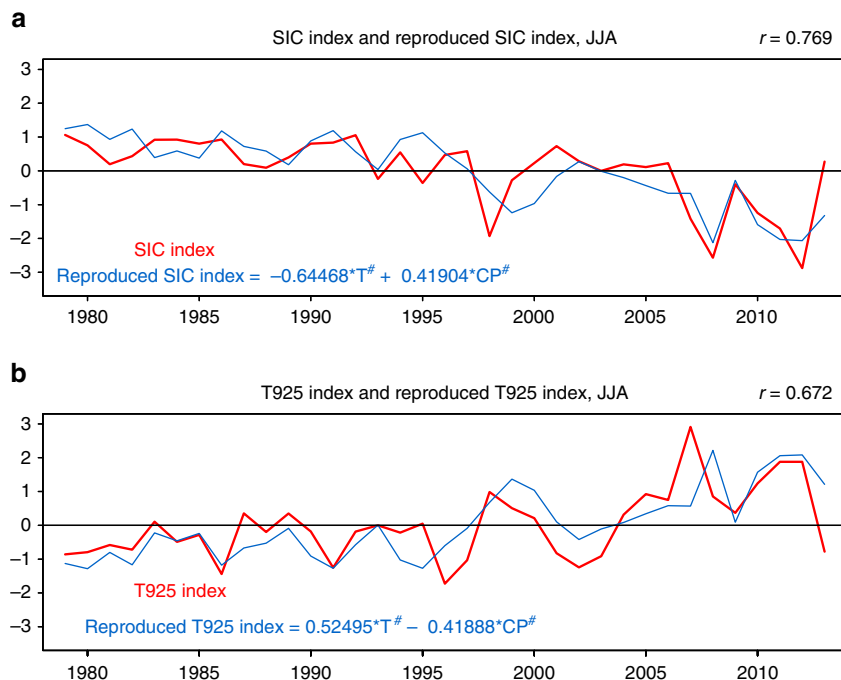 a
SIC index and reproduced SIC index, JJA r = 0.769
3
2
1
0
–1
–2
–3
SIC index
Reproduced SIC index = –0.64468*T# + 0.41904*CP#
1980 1985 1990 1995 2000 2005 2010
b
T925 index and reproduced T925 index, JJA r = 0.672
3
2
1
0
–1
–2
–3
T925 index
Reproduced T925 index = 0.52495*T# – 0.41888*CP#
1980 1985 1990 1995 2000 2005 2010